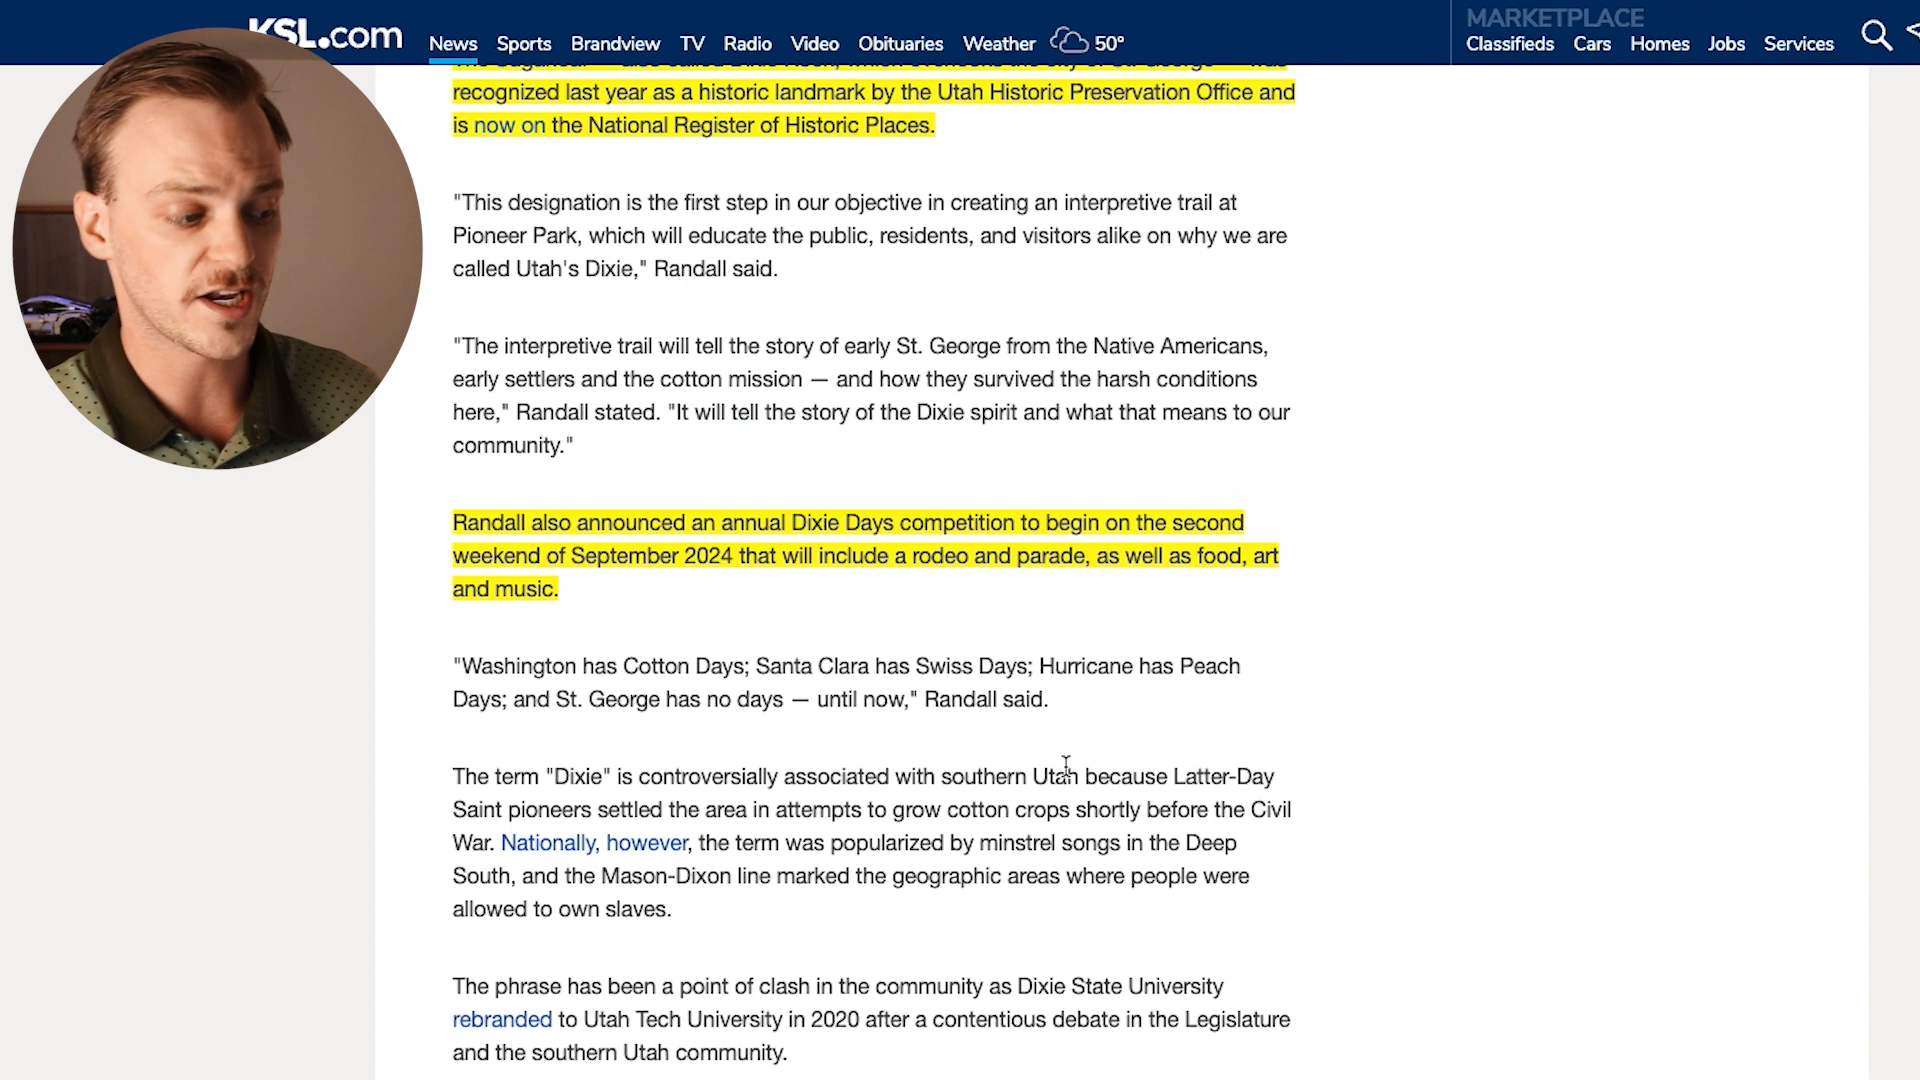 KSL.com
News Sports Brandview TV Radio Video Obituaries Weather 50°
MARKETPLACE
Classifieds Cars Homes Jobs Services
recognized last year as a historic landmark by the Utah Historic Preservation Office and
is now on the National Register of Historic Places.
"This designation is the first step in our objective in creating an interpretive trail at
Pioneer Park, which will educate the public, residents, and visitors alike on why we are
called Utah's Dixie," Randall said.
"The interpretive trail will tell the story of early St. George from the Native Americans,
early settlers and the cotton mission — and how they survived the harsh conditions
here," Randall stated. "It will tell the story of the Dixie spirit and what that means to our
community."
Randall also announced an annual Dixie Days competition to begin on the second
weekend of September 2024 that will include a rodeo and parade, as well as food, art
and music.
"Washington has Cotton Days; Santa Clara has Swiss Days; Hurricane has Peach
Days; and St. George has no days — until now," Randall said.
The term "Dixie" is controversially associated with southern Utah because Latter-Day
Saint pioneers settled the area in attempts to grow cotton crops shortly before the Civil
War. Nationally, however, the term was popularized by minstrel songs in the Deep
South, and the Mason-Dixon line marked the geographic areas where people were
allowed to own slaves.
The phrase has been a point of clash in the community as Dixie State University
rebranded to Utah Tech University in 2020 after a contentious debate in the Legislature
and the southern Utah community.